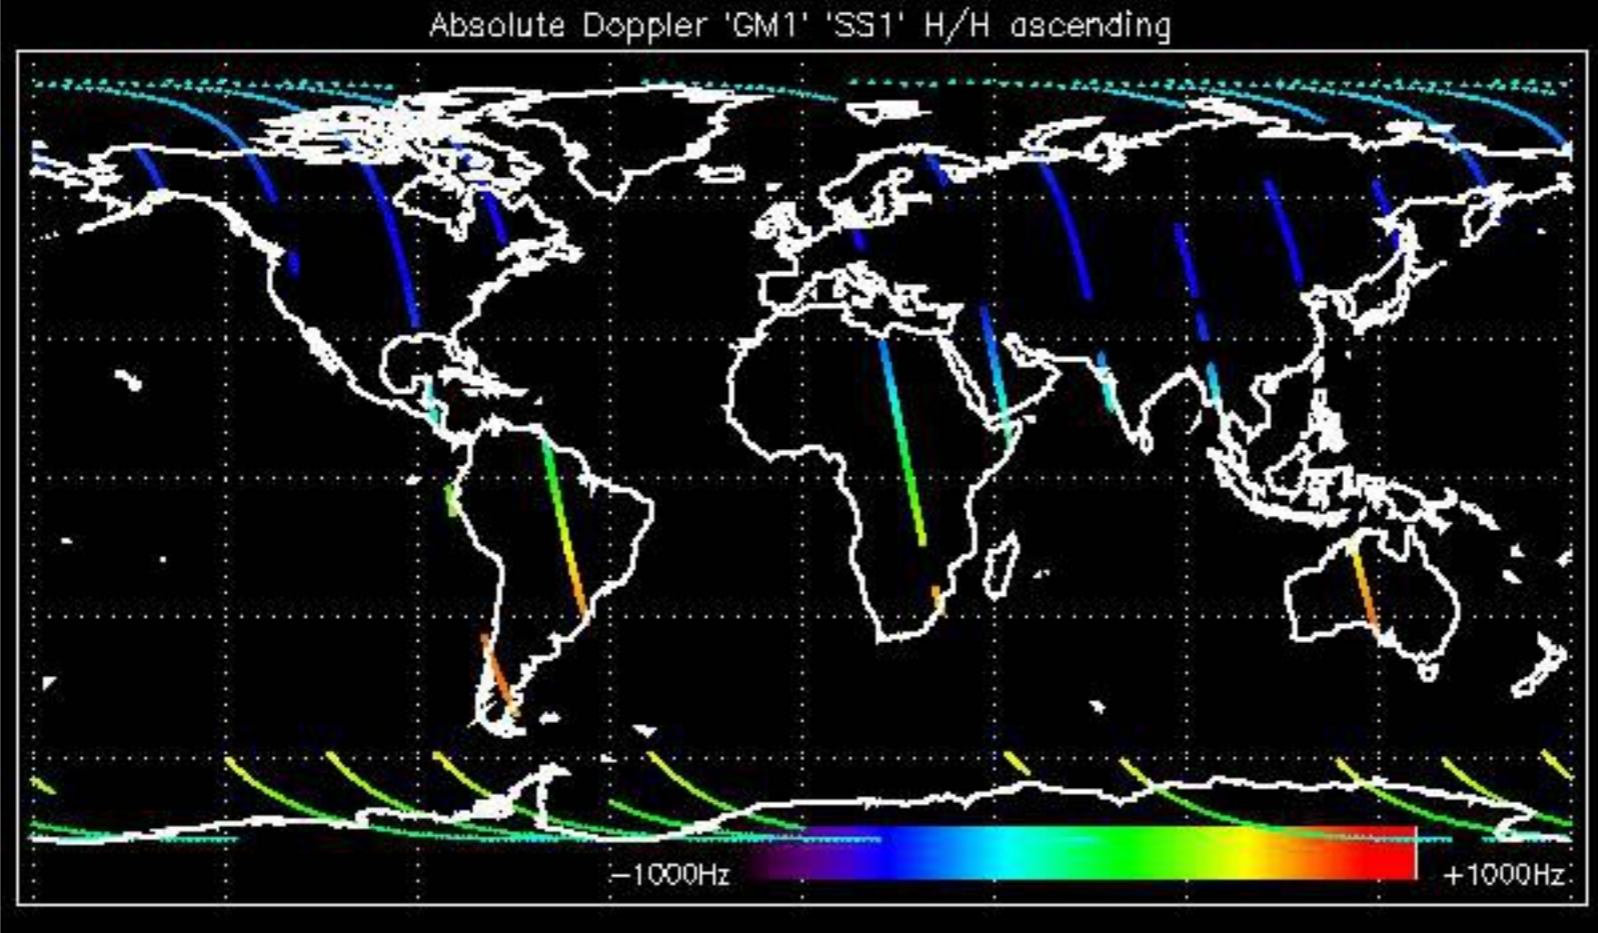 Absolute Doppler 'GM1' 'SS1' H/H ascending
−1000Hz +1000Hz